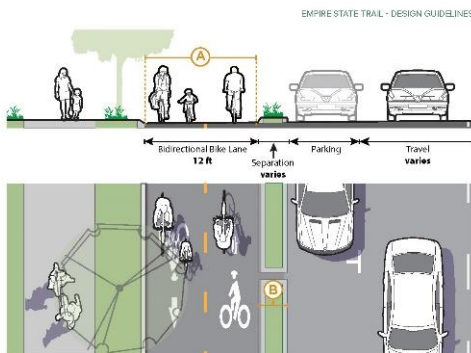 EMPIRE STATE TRAIL - DESIGN GUIDELINES
A
Bidirectional Bike Lane
12 ft
Separation
varies
Parking
Travel
varies
B